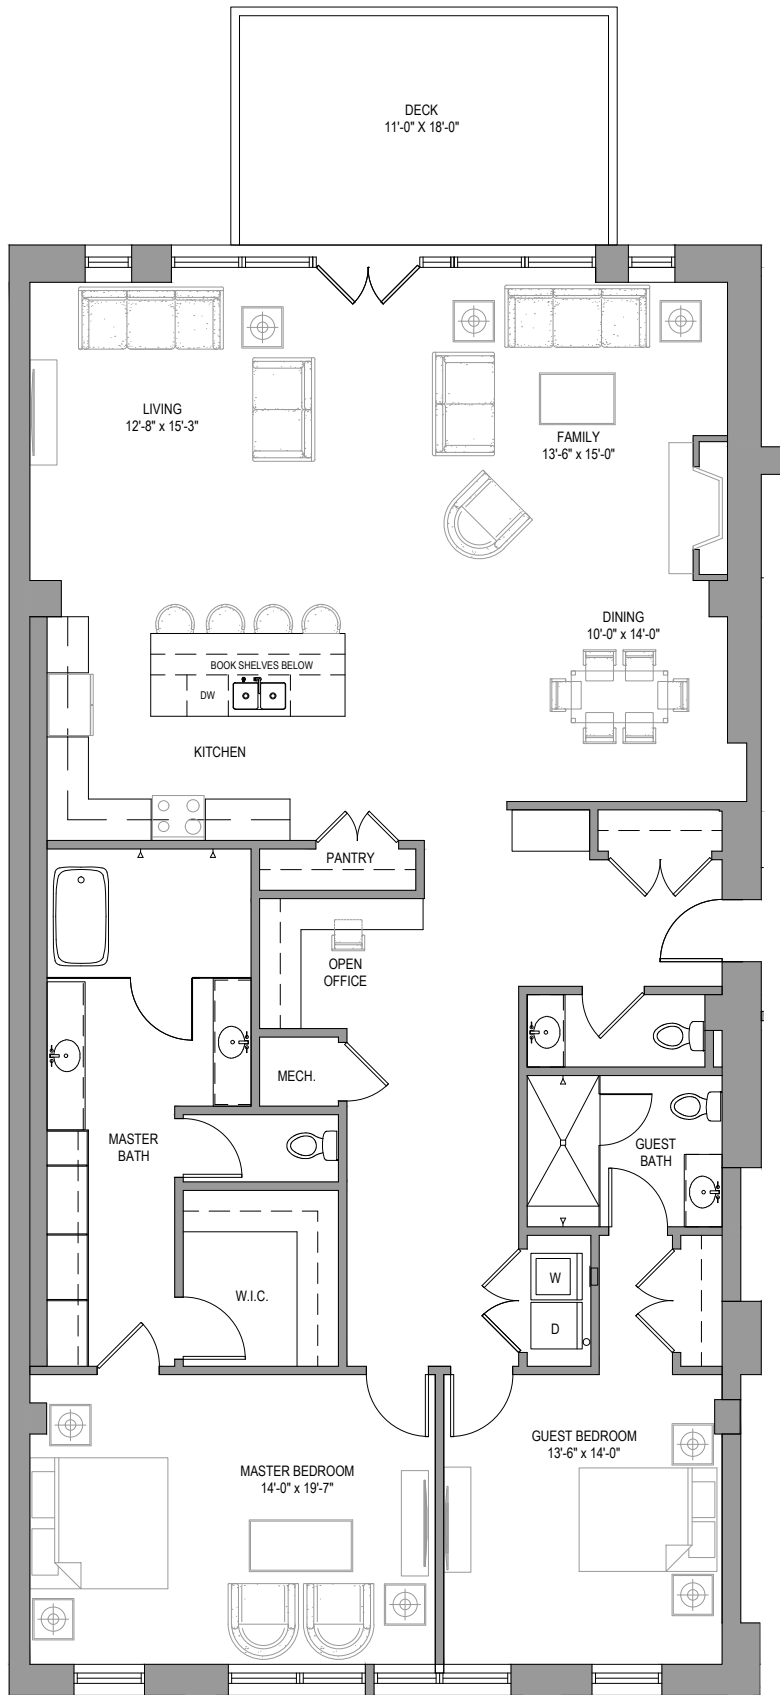 DECK
11'-0" X 18'-0"
LIVING
12'-8" x 15'-3"
FAMILY
13'-6" x 15'-0"
DINING
10'-0" x 14'-0"
BOOK SHELVES BELOW
DW
KITCHEN
PANTRY
OPEN
OFFICE
MECH.
MASTER
BATH
GUEST
BATH
W.I.C.
W
D
GUEST BEDROOM
13'-6" x 14'-0"
MASTER BEDROOM
14'-0" x 19'-7"